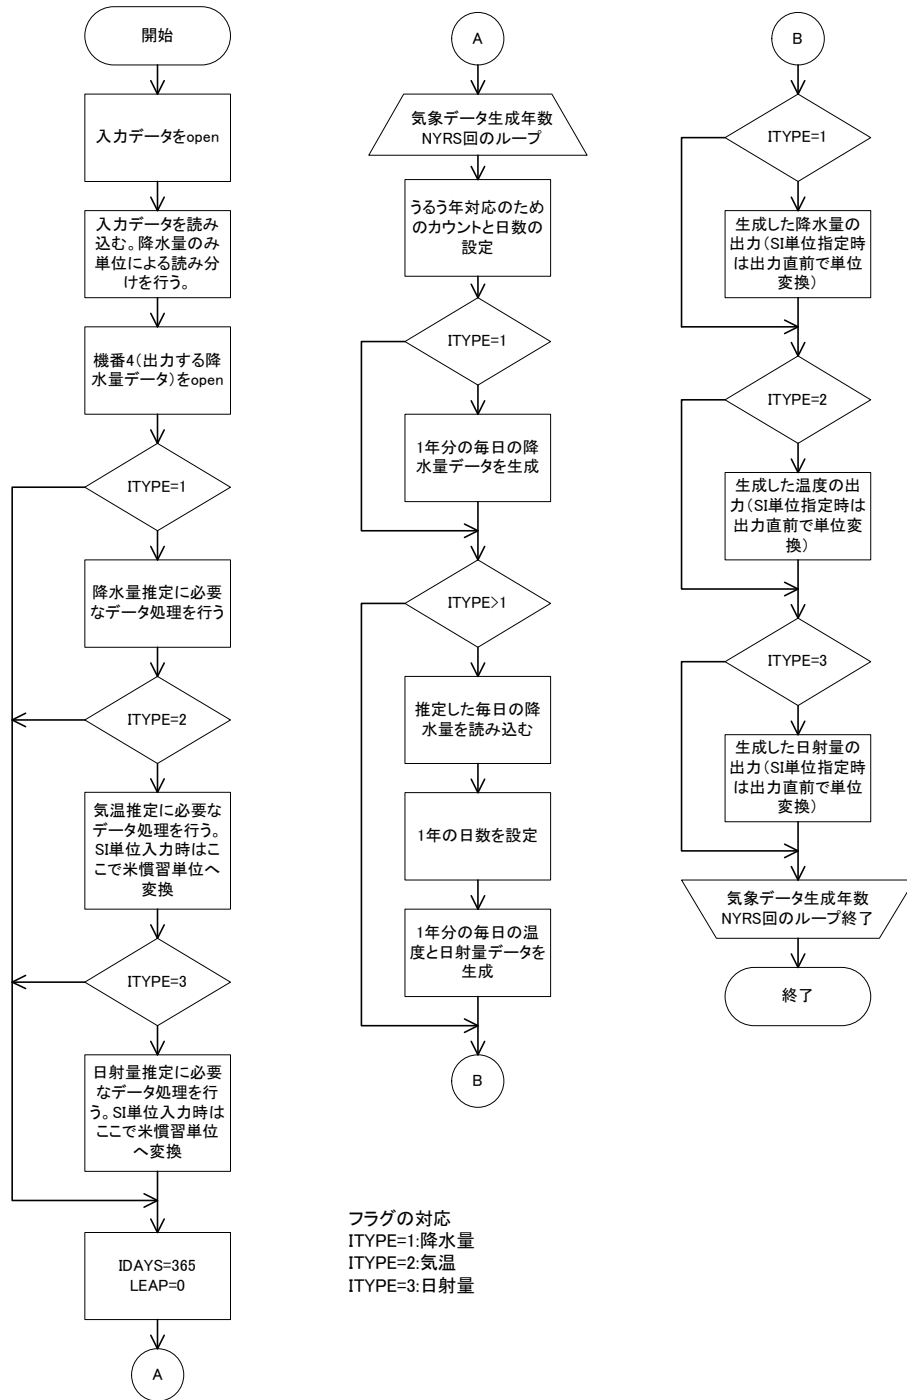 開始
入力データをopen
入力データを読み
込む。降水量のみ
単位による読み分
けを行う。
機番4(出力する降
水量データ)をopen
ITYPE=1
降水量推定に必要
なデータ処理を行う
ITYPE=2
気温推定に必要な
データ処理を行う。
SI単位入力時はこ
こで米慣習単位へ
変換
ITYPE=3
日射量推定に必要
なデータ処理を行
う。SI単位入力時は
ここで米慣習単位
へ変換
IDAYS=365
LEAP=0
A
A
気象データ生成年数
NYRS回のループ
うるう年対応のため
のカウントと日数の
設定
ITYPE=1
1年分の毎日の降
水量データを生成
ITYPE>1
推定した毎日の降
水量を読み込む
1年の日数を設定
1年分の毎日の温
度と日射量データを
生成
B
B
ITYPE=1
生成した降水量の
出力(SI単位指定時
は出力直前で単位
変換)
ITYPE=2
生成した温度の出
力(SI単位指定時は
出力直前で単位変
換)
ITYPE=3
生成した日射量の
出力(SI単位指定時
は出力直前で単位
変換)
気象データ生成年数
NYRS回のループ終了
終了
フラグの対応
ITYPE=1:降水量
ITYPE=2:気温
ITYPE=3:日射量